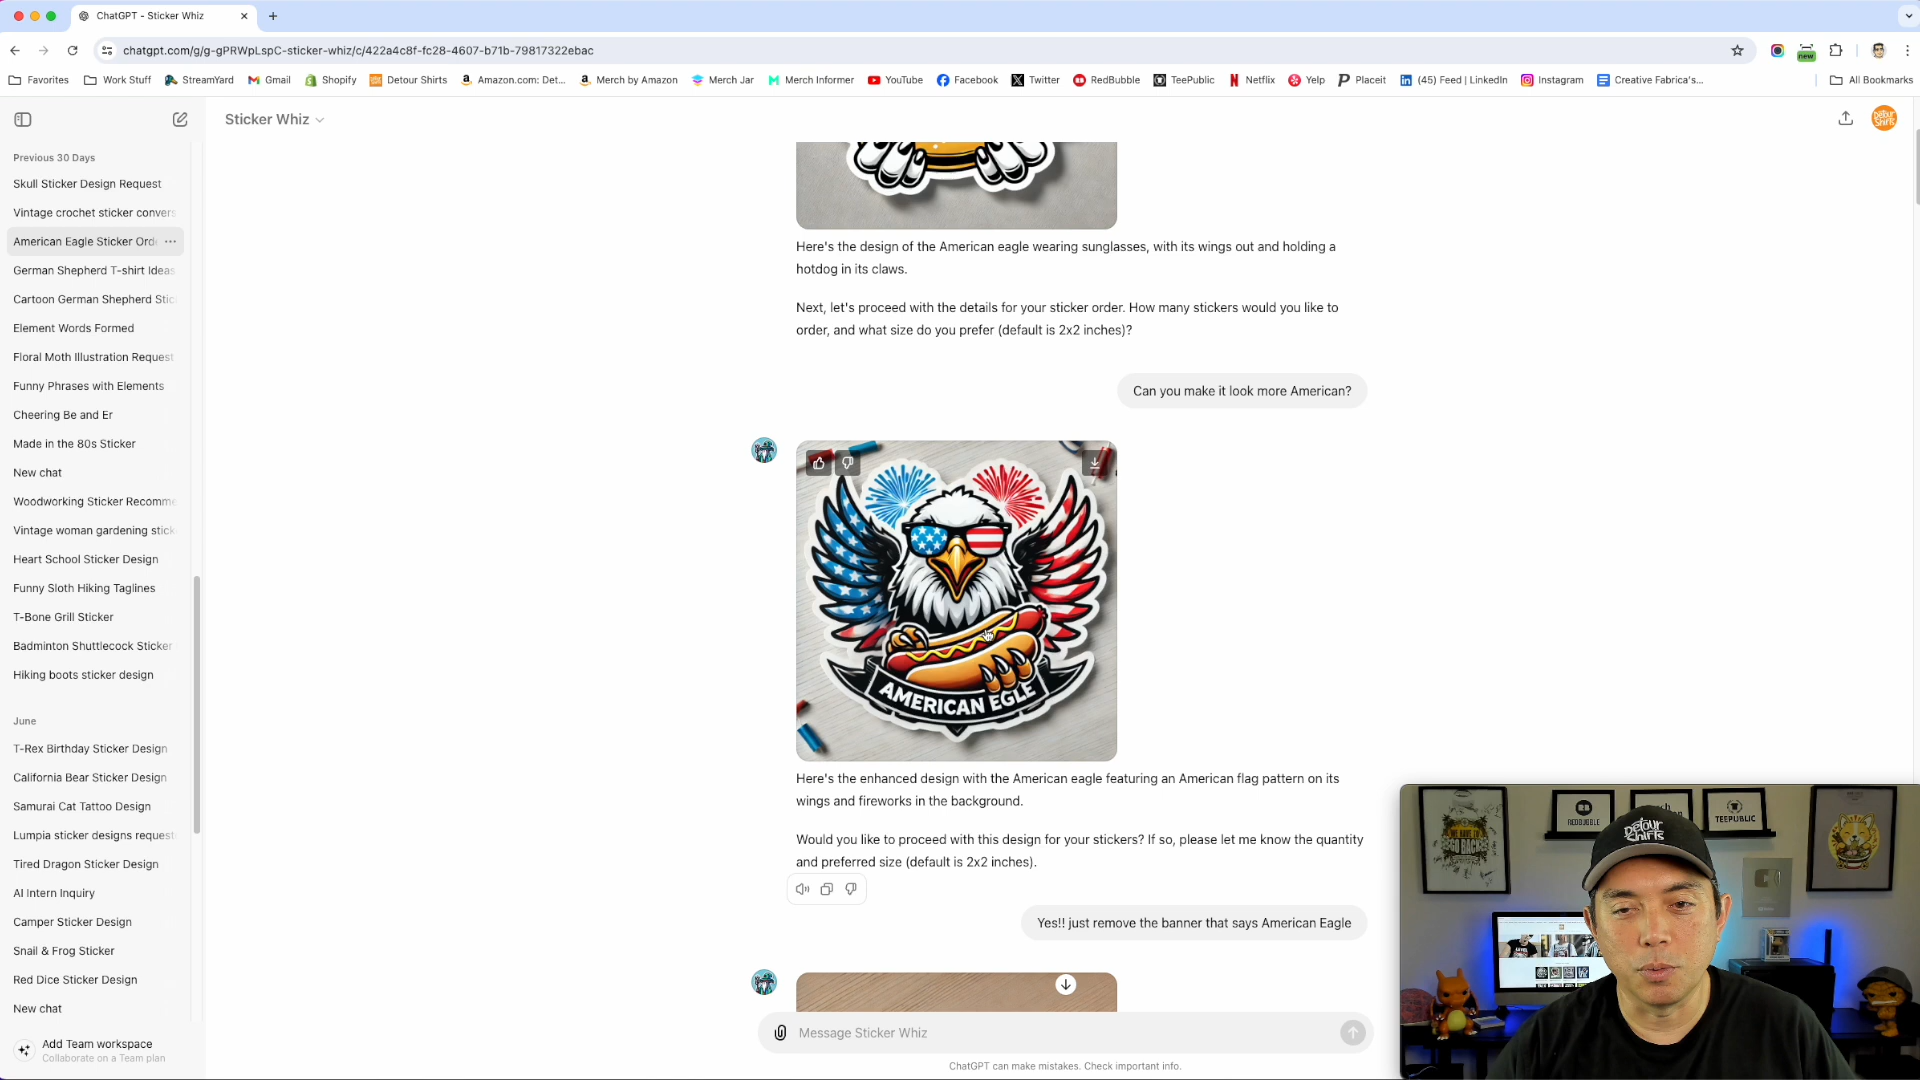 ChatGPT - Sticker Whiz
chatgpt.com/g/g-gPRWpLspC-sticker-whiz/c/422a4c8f-fc28-4607-b71b-79817322ebac
new
Favorites
Work Stuff
StreamYard
Gmail
Shopify
Detour Shirts
Amazon.com: Det...
Merch by Amazon
Merch Jar
Merch Informer
YouTube
Facebook
Twitter
RedBubble
TeePublic
Netflix
Yelp
Placeit
(45) Feed | LinkedIn
Instagram
Creative Fabrica's...
All Bookmarks
Sticker Whiz
Previous 30 Days
Skull Sticker Design Request
Vintage crochet sticker convers
American Eagle Sticker Ord
German Shepherd T-shirt Ideas
Cartoon German Shepherd Stic
Element Words Formed
Floral Moth Illustration Request
Funny Phrases with Elements
Cheering Be and Er
Made in the 80s Sticker
New chat
Woodworking Sticker Recomme
Vintage woman gardening stick
Heart School Sticker Design
Funny Sloth Hiking Taglines
T-Bone Grill Sticker
Badminton Shuttlecock Sticker
Hiking boots sticker design
June
T-Rex Birthday Sticker Design
California Bear Sticker Design
Samurai Cat Tattoo Design
Lumpia sticker designs request
Tired Dragon Sticker Design
AI Intern Inquiry
Camper Sticker Design
Snail & Frog Sticker
Red Dice Sticker Design
New chat
Add Team workspace
Collaborate on a Team plan
Here's the design of the American eagle wearing sunglasses, with its wings out and holding a
hotdog in its claws.
Next, let's proceed with the details for your sticker order. How many stickers would you like to
order, and what size do you prefer (default is 2x2 inches)?
Can you make it look more American?
AMERICAN EGLE
Here's the enhanced design with the American eagle featuring an American flag pattern on its
wings and fireworks in the background.
Would you like to proceed with this design for your stickers? If so, please let me know the quantity
and preferred size (default is 2x2 inches).
Yes!! just remove the banner that says American Eagle
Message Sticker Whiz
ChatGPT can make mistakes. Check important info.
REDBUBBLE
TEEPUBLIC
DETOUR
SHIRTS